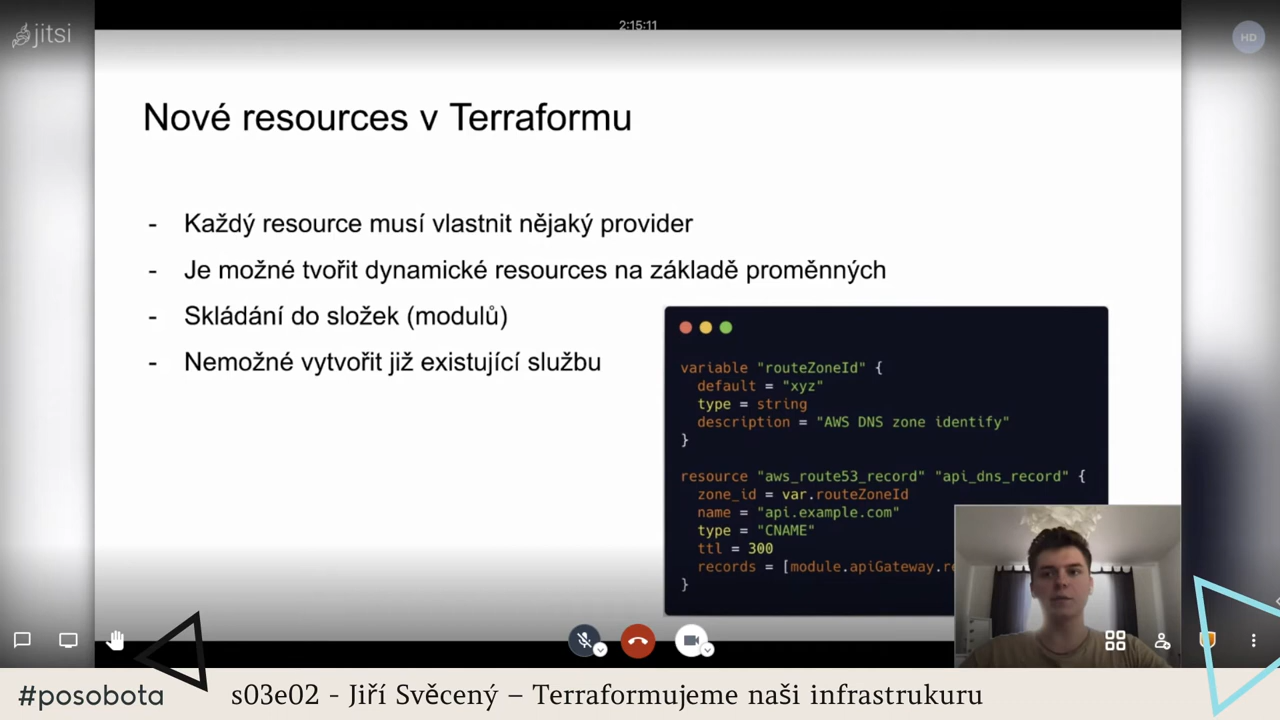 jitsi
2:15:11
HD
Nové resources v Terraformu
- Každý resource musí vlastnit nějaký provider
- Je možné tvořit dynamické resources na základě proměnných
- Skládání do složek (modulů)
- Nemožné vytvořit již existující službu
variable "routeZoneId" {
default = "xyz"
type = string
description = "AWS DNS zone identify"
}
resource "aws_route53_record" "api_dns_record" {
zone_id = var.routeZoneId
name = "api.example.com"
type = "CNAME"
ttl = 300
records = [module.apiGateway.re
}
#posobota
s03e02 - Jiří Svěcený – Terraformujeme naši infrastrukuru